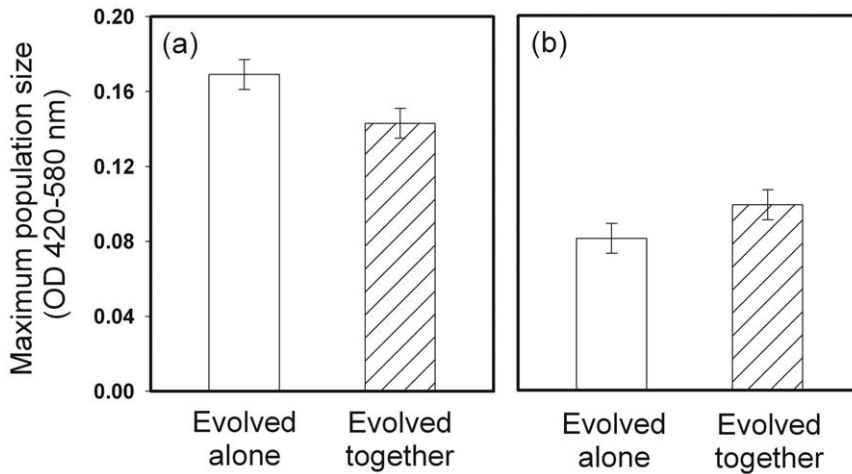 Maximum population size
(OD 420-580 nm)
0.20
0.16
0.12
0.08
0.04
0.00
(a)
(b)
Evolved
alone
Evolved
together
Evolved
alone
Evolved
together